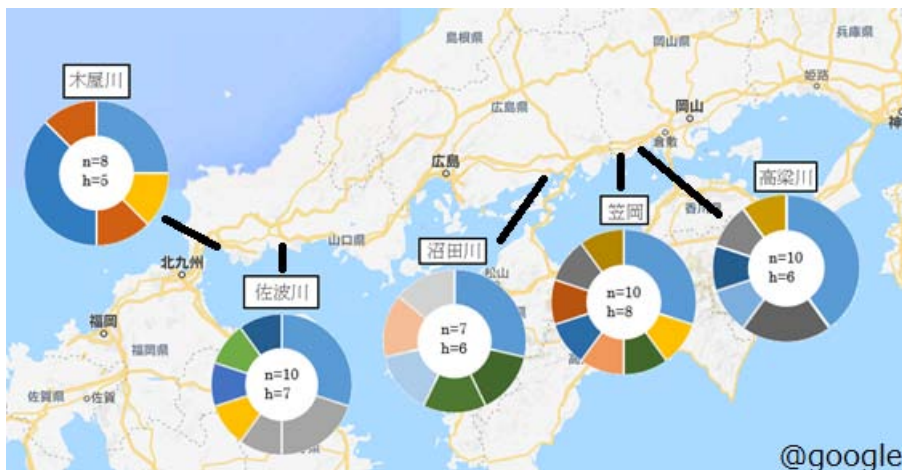 島根県
岡山県
兵庫県
姫路
木屋川
岡山
広島県
神
倉敷
n=8
h=5
広島
高梁川
笠岡
香川県
山口県
沼田川
北九州
松山
佐波川
n=10
h=6
n=10
h=8
福岡
n=7
h=6
福岡県
n=10
h=7
佐賀県
佐賀
@google